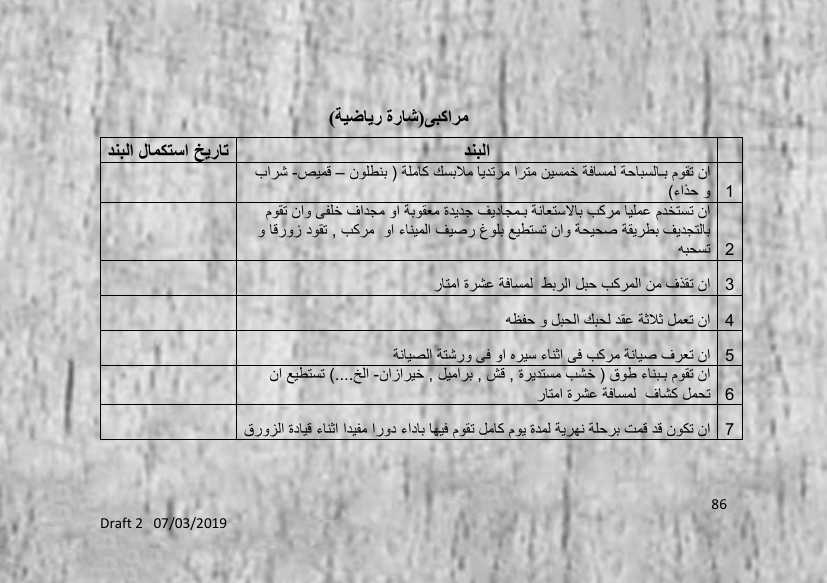 مراكبى(شارة رياضية)
البند	تاريخ استكمال البند
1	ان تقوم بـالسباحة لمسافة خمسين مترا مرتديا ملابسك كاملة ( بنطلون – قميص- شراب
و حذاء)
2	ان تستخدم عمليا مركب بالاستعانة بـمجاديف جديدة معقوبة او مجداف خلفى وان تقوم
بالتجديف بطريقة صحيحة وان تستطيع بلوغ رصيف الميناء او مركب , تقود زورقا و
تسحبه
3	ان تقذف من المركب حبل الربط لمسافة عشرة امتار
4	ان تعمل ثلاثة عقد لحبك الحبل و حفظه
5	ان تعرف صيانة مركب فى اثناء سيره او فى ورشتة الصيانة
6	ان تقوم بـبناء طوق ( خشب مستديرة , قش , براميل , خيرازان- الخ....) تستطيع ان
تحمل كشاف لمسافة عشرة امتار
7	ان تكون قد قمت برحلة نهرية لمدة يوم كامل تقوم فيها باداء دورا مفيدا اثناء قيادة الزورق
86
Draft 2 07/03/2019